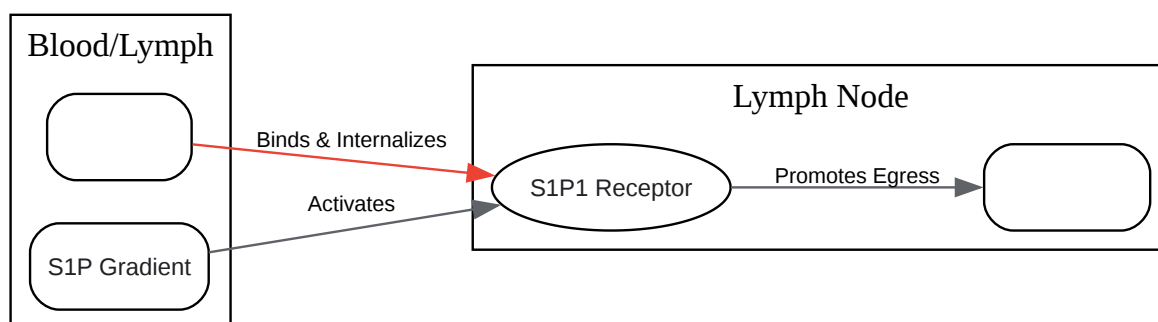 Blood/Lymph
Lymph Node
Binds & Internalizes
Activates
S1P Gradient
S1P1 Receptor
Promotes Egress